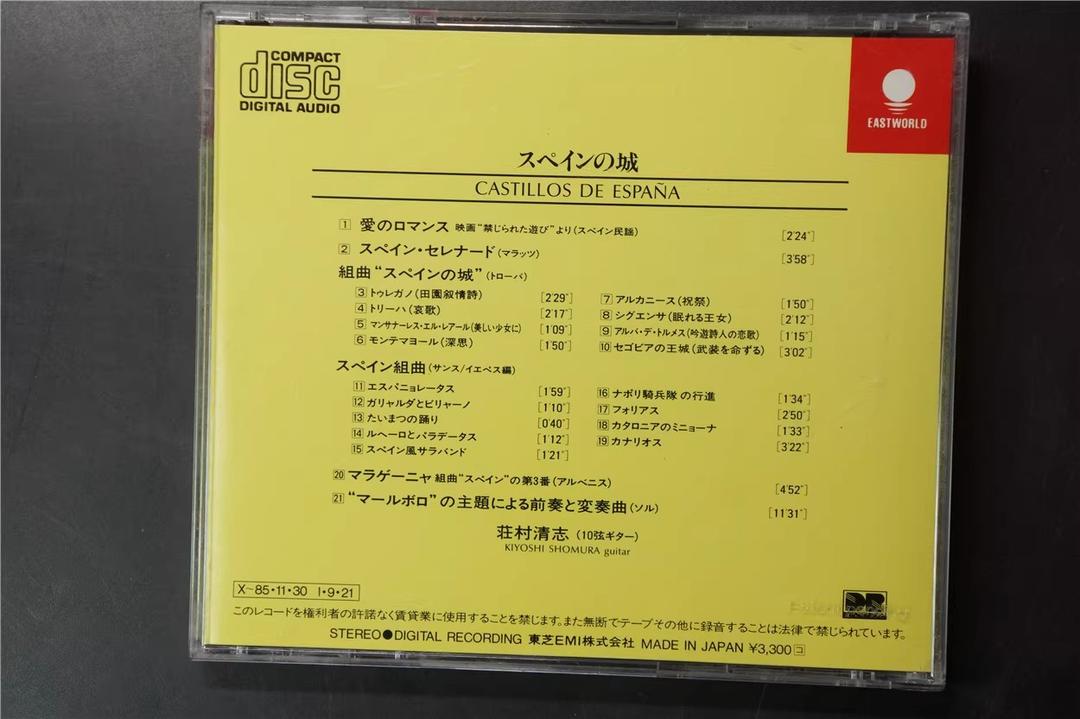 COMPACT
disc
DIGITAL AUDIO
EASTWORLD
スペインの城
CASTILLOS DE ESPAÑA
1 愛のロマンス 映画“禁じられた遊び”より(スペイン民謡) [2'24"]
2 スペイン・セレナード(マラッツ) [3'58"]
組曲“スペインの城”(トローバ)
3 トゥレガノ(田園叙情詩) [2'29"]
4 トリーハ(哀歌) [2'17"]
5 マンサナーレス・エル・レアール(美しい少女に) [1'09"]
6 モンテマヨール(深思) [1'50"]
7 アルカニース(祝祭) [1'50"]
8 シグエンサ(眠れる王女) [2'12"]
9 アルバ・デ・トルメス(吟遊詩人の恋歌) [1'15"]
10 セゴビアの王城(武装を命ずる) [3'02"]
スペイン組曲(サンス/イエペス編)
11 エスパニョレータス [1'59"]
12 ガリャルダとビリャーノ [1'10"]
13 たいまつの踊り [0'40"]
14 ルヘーロとパラデータス [1'12"]
15 スペイン風サラバンド [1'21"]
16 ナポリ騎兵隊の行進 [1'34"]
17 フォリアス [2'50"]
18 カタロニアのミニョーナ [1'33"]
19 カナリオス [3'22"]
20 マラゲーニャ 組曲“スペイン”の第3番(アルベニス) [4'52"]
21 “マールボロ”の主題による前奏と変奏曲(ソル) [11'31"]
荘村清志(10弦ギター)
KIYOSHI SHOMURA guitar
X-85・11・30 I・9・21
このレコードを権利者の許諾なく賃貸業に使用することを禁じます。また無断でテープその他に録音することは法律で禁じられています。
STEREO●DIGITAL RECORDING 東芝EMI株式会社 MADE IN JAPAN ¥3,300コ